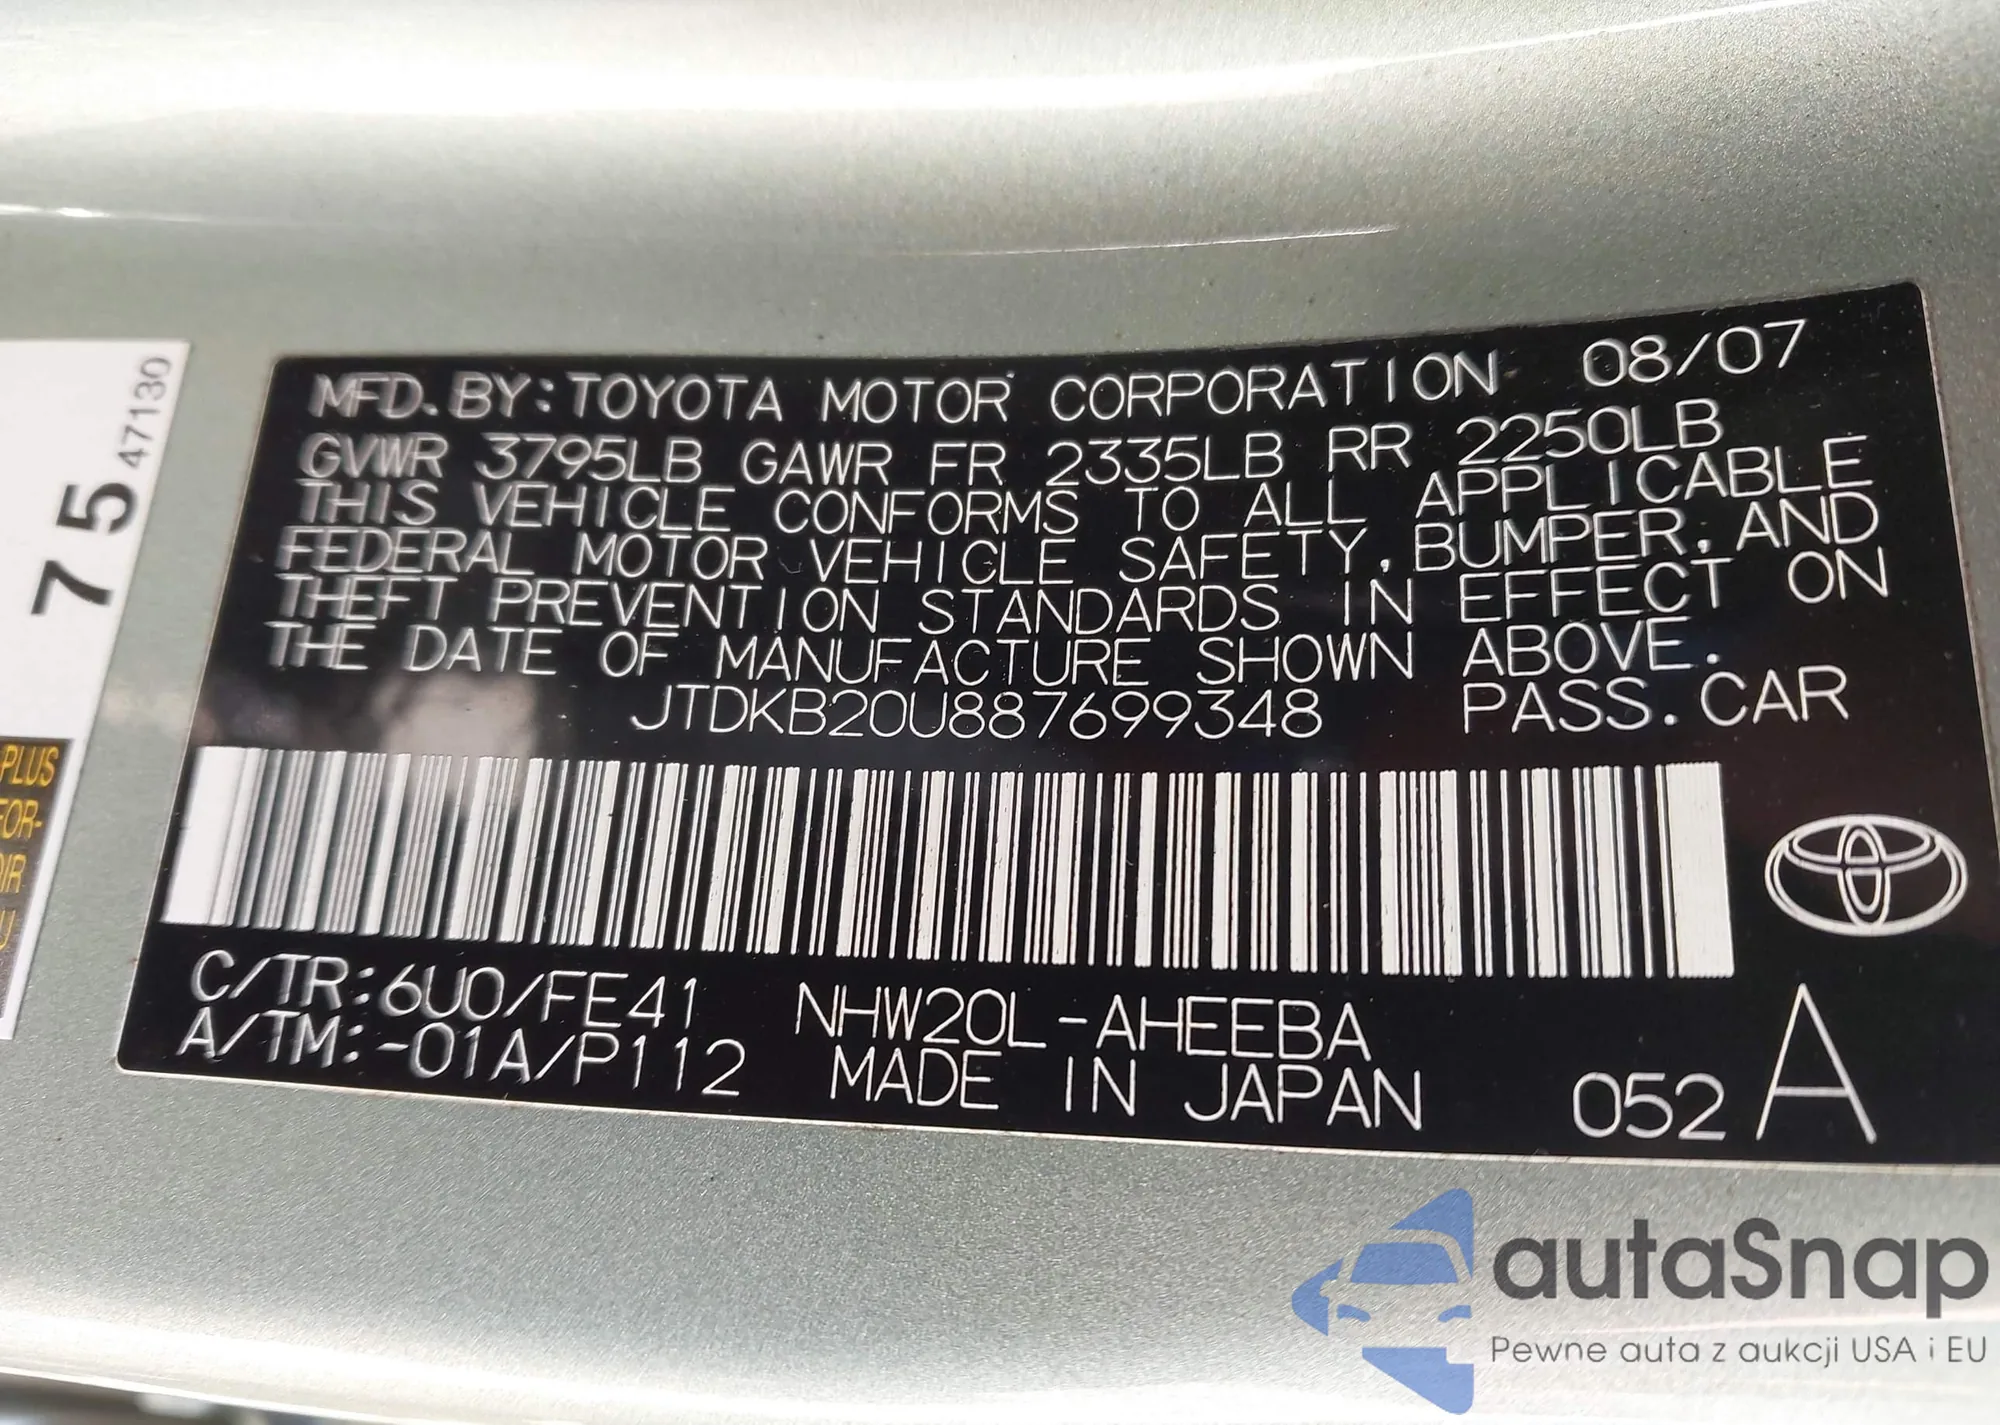 MFD. BY: TOYOTA MOTOR CORPORATION 08/07
GVWR 3795LB GAWR FR 2335LB RR 2250LB
THIS VEHICLE CONFORMS TO ALL APPLICABLE
FEDERAL MOTOR VEHICLE SAFETY, BUMPER, AND
THEFT PREVENTION STANDARDS IN EFFECT ON
THE DATE OF MANUFACTURE SHOWN ABOVE.
JTDKB20U887699348 PASS. CAR
C/TR: 6U0/FE41 NHW20L-AHEEBA
A/TM: -01A/P112 MADE IN JAPAN 052 A
75 47130
PLUS
FOR-
DIR
autaSnap
Pewne auta z aukcji USA i EU